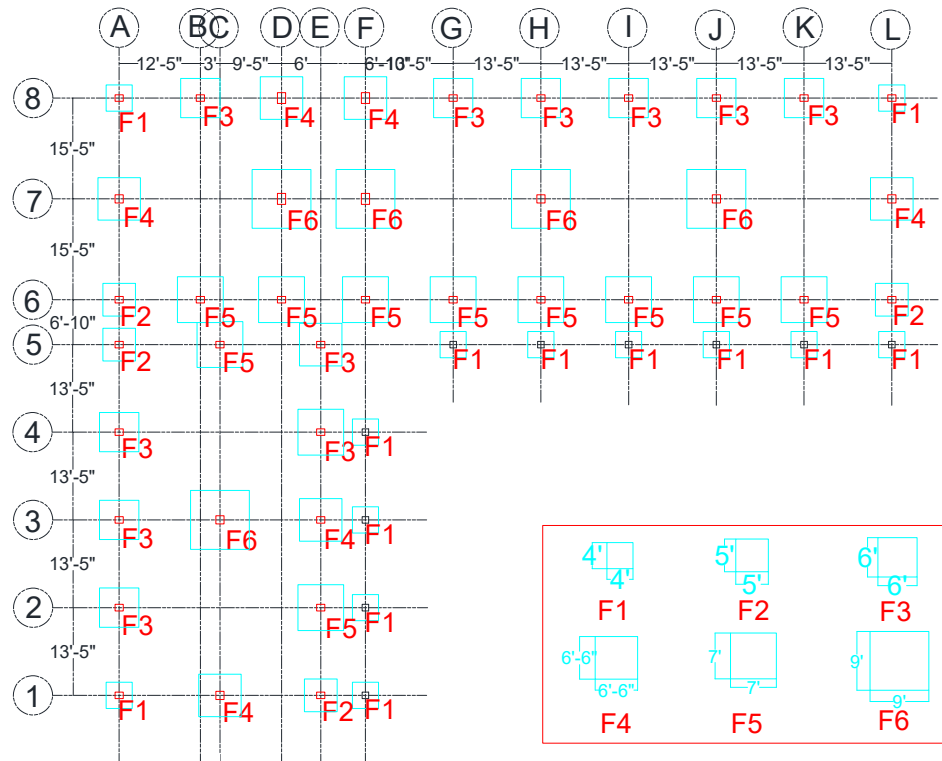 A B C D E F G H I J K L
12'-5" 3' 9'-5" 6' 6'-10" 13'-5" 13'-5" 13'-5" 13'-5" 13'-5" 13'-5"
8
F1 F3 F4 F4 F3 F3 F3 F3 F3 F1
15'-5"
7
F4 F6 F6 F6 F6 F4
15'-5"
6
F2 F5 F5 F5 F5 F5 F5 F5 F5 F2
6'-10"
5
F2 F5 F3 F1 F1 F1 F1 F1 F1
13'-5"
4
F3 F3 F1
13'-5"
3
F3 F6 F4 F1
13'-5"
2
F3 F5 F1
13'-5"
1
F1 F4 F2 F1
4' 5' 6'
4' 5' 6'
F1 F2 F3
6'-6" 7' 9'
6'-6" 7' 9'
F4 F5 F6